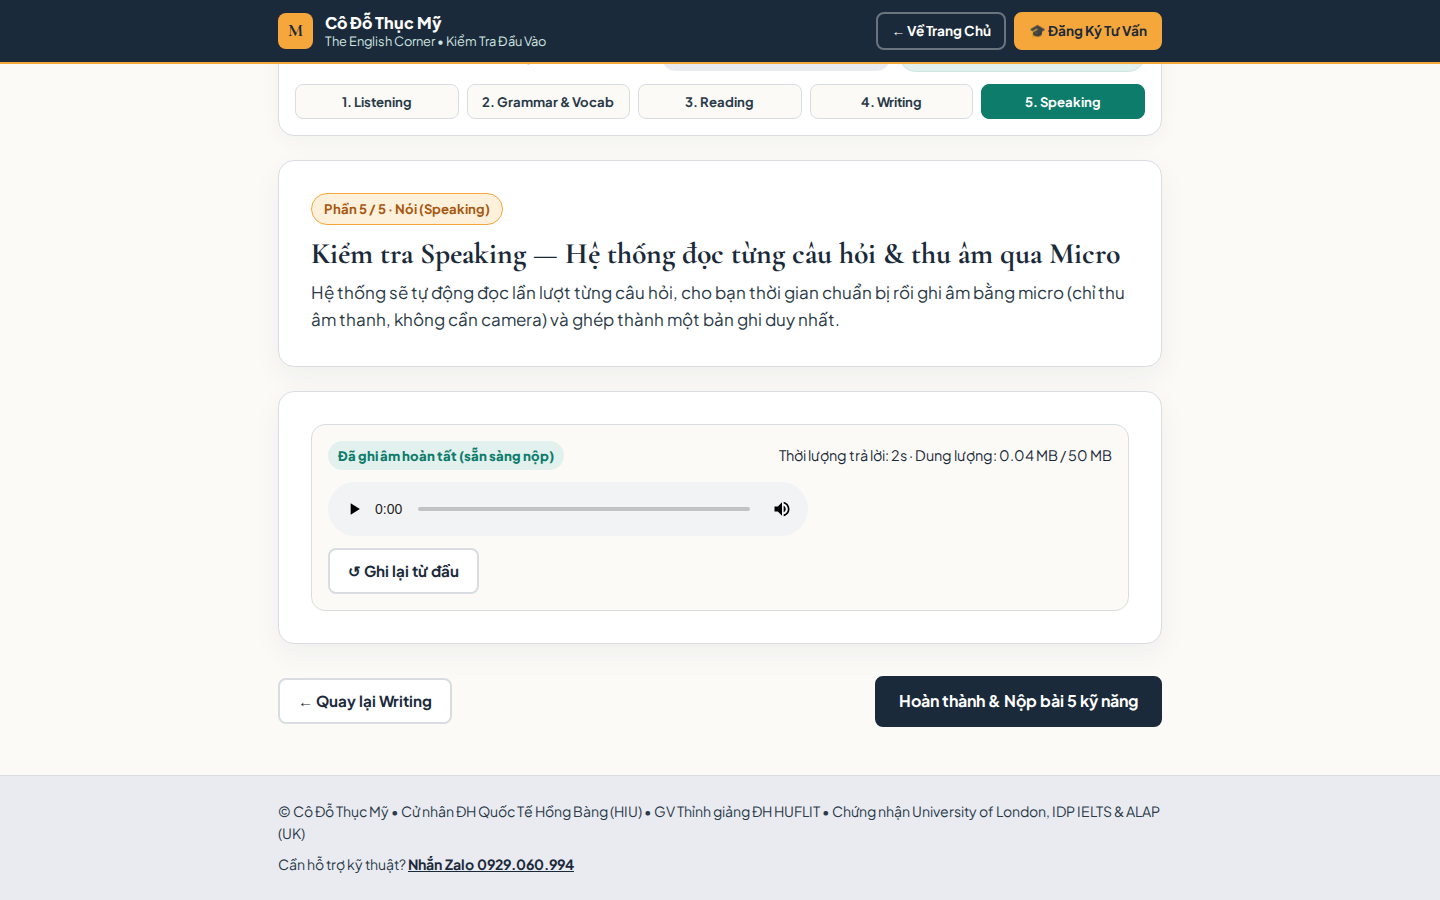 M
Cô Đỗ Thục Mỹ
The English Corner • Kiểm Tra Đầu Vào
← Về Trang Chủ
🎓 Đăng Ký Tư Vấn
1. Listening
2. Grammar & Vocab
3. Reading
4. Writing
5. Speaking
Phần 5 / 5 · Nói (Speaking)
Kiểm tra Speaking — Hệ thống đọc từng câu hỏi & thu âm qua Micro
Hệ thống sẽ tự động đọc lần lượt từng câu hỏi, cho bạn thời gian chuẩn bị rồi ghi âm bằng micro (chỉ thu
âm thanh, không cần camera) và ghép thành một bản ghi duy nhất.
Đã ghi âm hoàn tất (sẵn sàng nộp)
Thời lượng trả lời: 2s · Dung lượng: 0.04 MB / 50 MB
0:00
↺ Ghi lại từ đầu
← Quay lại Writing
Hoàn thành & Nộp bài 5 kỹ năng
© Cô Đỗ Thục Mỹ • Cử nhân ĐH Quốc Tế Hồng Bàng (HIU) • GV Thỉnh giảng ĐH HUFLIT • Chứng nhận University of London, IDP IELTS & ALAP
(UK)
Cần hỗ trợ kỹ thuật? Nhắn Zalo 0929.060.994